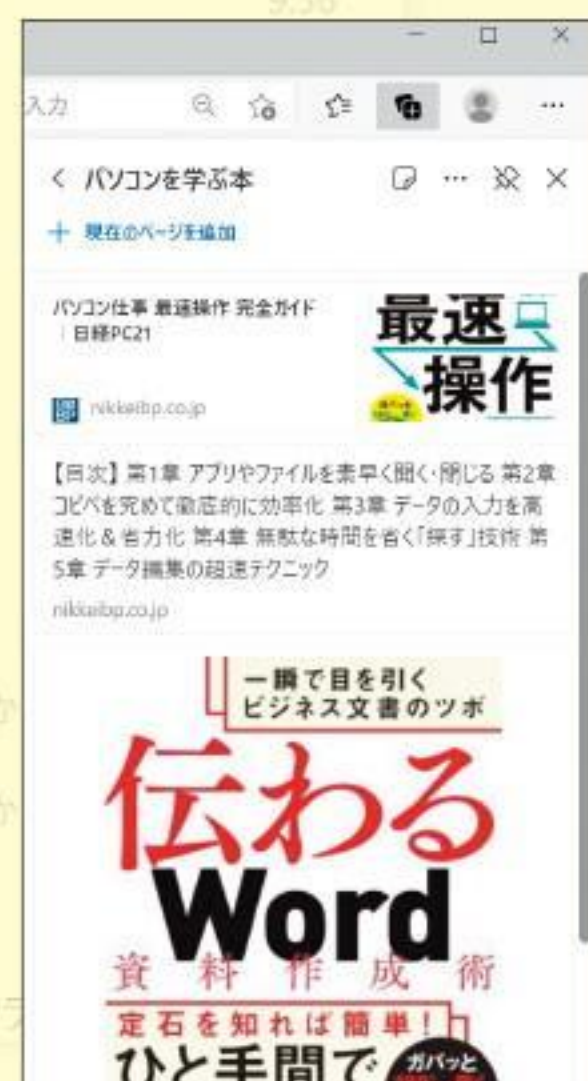 9:56
入力
パソコンを学ぶ本
現在のページを追加
パソコン仕事 最速操作 完全ガイド
| 日経PC21
nikkeibp.co.jp
最速
操作
【目次】 第1章 アプリやファイルを素早く開く・閉じる 第2章
コピペを究めて徹底的に効率化 第3章 データの入力を高
速化&省力化 第4章 無駄な時間を省く「探す」技術 第
5章 データ編集の超速テクニック
nikkeibp.co.jp
一瞬で目を引く
ビジネス文書のツボ
伝わる
Word
資料作成術
定石を知れば簡単!
ひと手間で
ガバッと